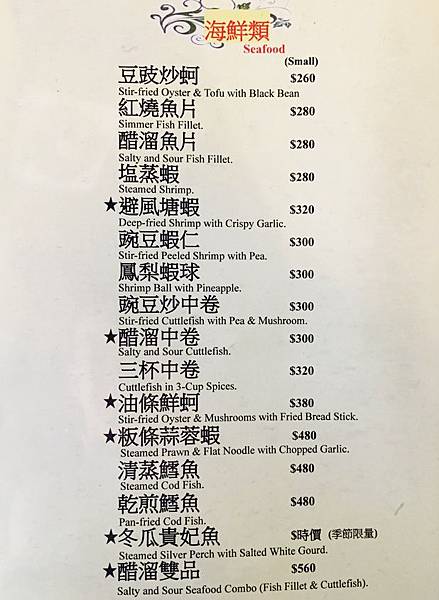 海鮮類
Seafood
(Small)
豆豉炒蚵 $260
Stir-fried Oyster & Tofu with Black Bean
紅燒魚片 $280
Simmer Fish Fillet.
醋溜魚片 $280
Salty and Sour Fish Fillet.
塩蒸蝦 $280
Steamed Shrimp.
★避風塘蝦 $320
Deep-fried Shrimp with Crispy Garlic.
豌豆蝦仁 $300
Stir-fried Peeled Shrimp with Pea.
鳳梨蝦球 $300
Shrimp Ball with Pineapple.
豌豆炒中卷 $300
Stir-fried Cuttlefish with Pea & Mushroom.
★醋溜中卷 $300
Salty and Sour Cuttlefish.
三杯中卷 $320
Cuttlefish in 3-Cup Spices.
★油條鮮蚵 $380
Stir-fried Oyster & Mushrooms with Fried Bread Stick.
★粄條蒜蓉蝦 $480
Steamed Prawn & Flat Noodle with Chopped Garlic.
清蒸鱈魚 $480
Steamed Cod Fish.
乾煎鱈魚 $480
Pan-fried Cod Fish.
★冬瓜貴妃魚 $時價 (季節限量)
Steamed Silver Perch with Salted White Gourd.
★醋溜雙品 $560
Salty and Sour Seafood Combo (Fish Fillet & Cuttlefish).